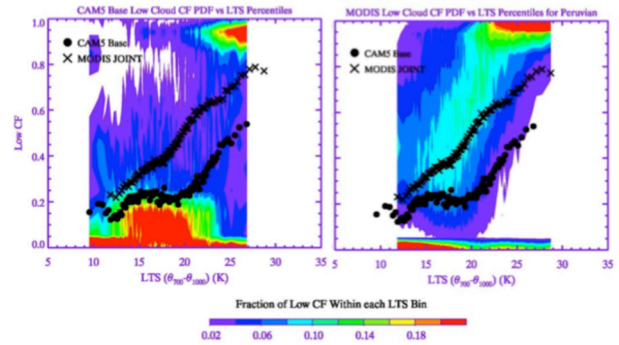 CAM5 Base Low Cloud CF PDF vs LTS Percentiles
MODIS Low Cloud CF PDF vs LTS Percentiles for Peruvian
1.0
0.8
0.6
0.4
0.2
0.0
Low CF
CAM5 Base
MODIS JOINT
CAM5 Base
MODIS JOINT
5 10 15 20 25 30 35
5 10 15 20 25 30 35
LTS (θ700-θ1000) (K)
LTS (θ700-θ1000) (K)
Fraction of Low CF Within each LTS Bin
0.02 0.06 0.10 0.14 0.18